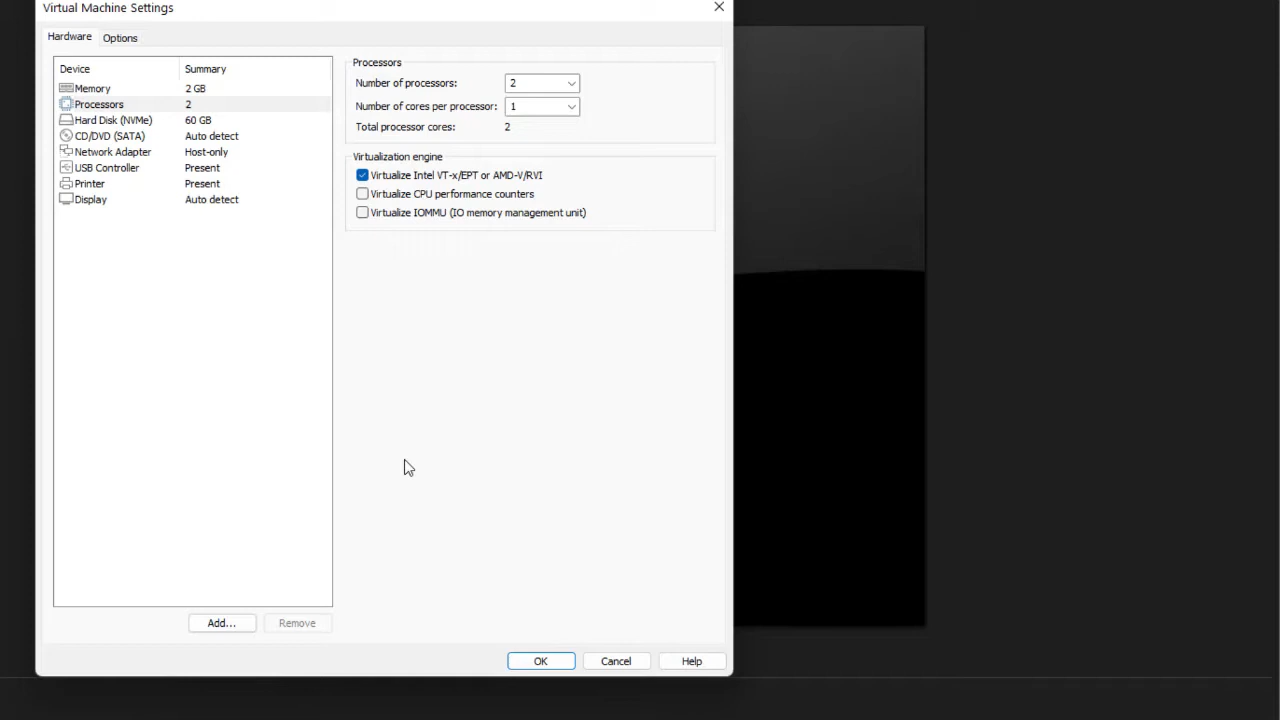 Virtual Machine Settings
Hardware
Options
Device Summary
Memory 2 GB
Processors 2
Hard Disk (NVMe) 60 GB
CD/DVD (SATA) Auto detect
Network Adapter Host-only
USB Controller Present
Printer Present
Display Auto detect
Add...
Remove
Processors
Number of processors: 2
Number of cores per processor: 1
Total processor cores: 2
Virtualization engine
Virtualize Intel VT-x/EPT or AMD-V/RVI
Virtualize CPU performance counters
Virtualize IOMMU (IO memory management unit)
OK
Cancel
Help